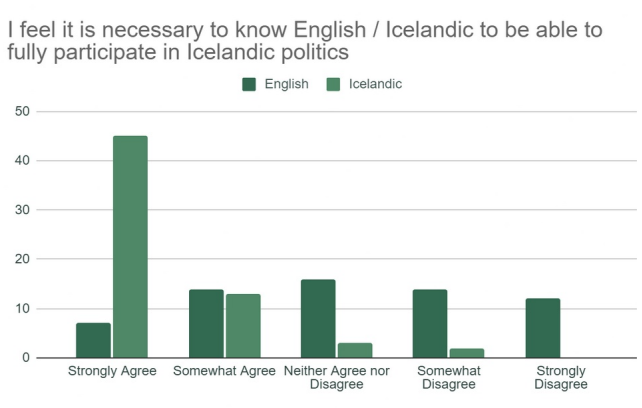 I feel it is necessary to know English / Icelandic to be able to
fully participate in Icelandic politics
English Icelandic
50
40
30
20
10
0
Strongly Agree Somewhat Agree Neither Agree nor Somewhat Strongly
Disagree Disagree Disagree